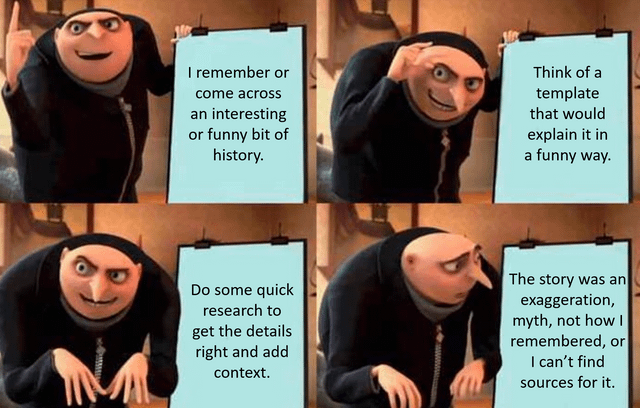 I remember or
come across
an interesting
or funny bit of
history.
Think of a
template
that would
explain it in
a funny way.
Do some quick
research to
get the details
right and add
context.
The story was an
exaggeration,
myth, not how I
remembered, or
I can’t find
sources for it.